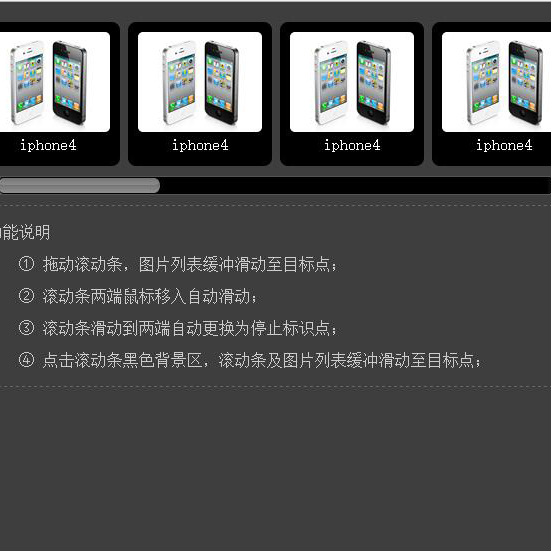 iphone4 iphone4 iphone4 iphone4
能说明
① 拖动滚动条，图片列表缓冲滑动至目标点；
② 滚动条两端鼠标移入自动滑动；
③ 滚动条滑动到两端自动更换为停止标识点；
④ 点击滚动条黑色背景区，滚动条及图片列表缓冲滑动至目标点；